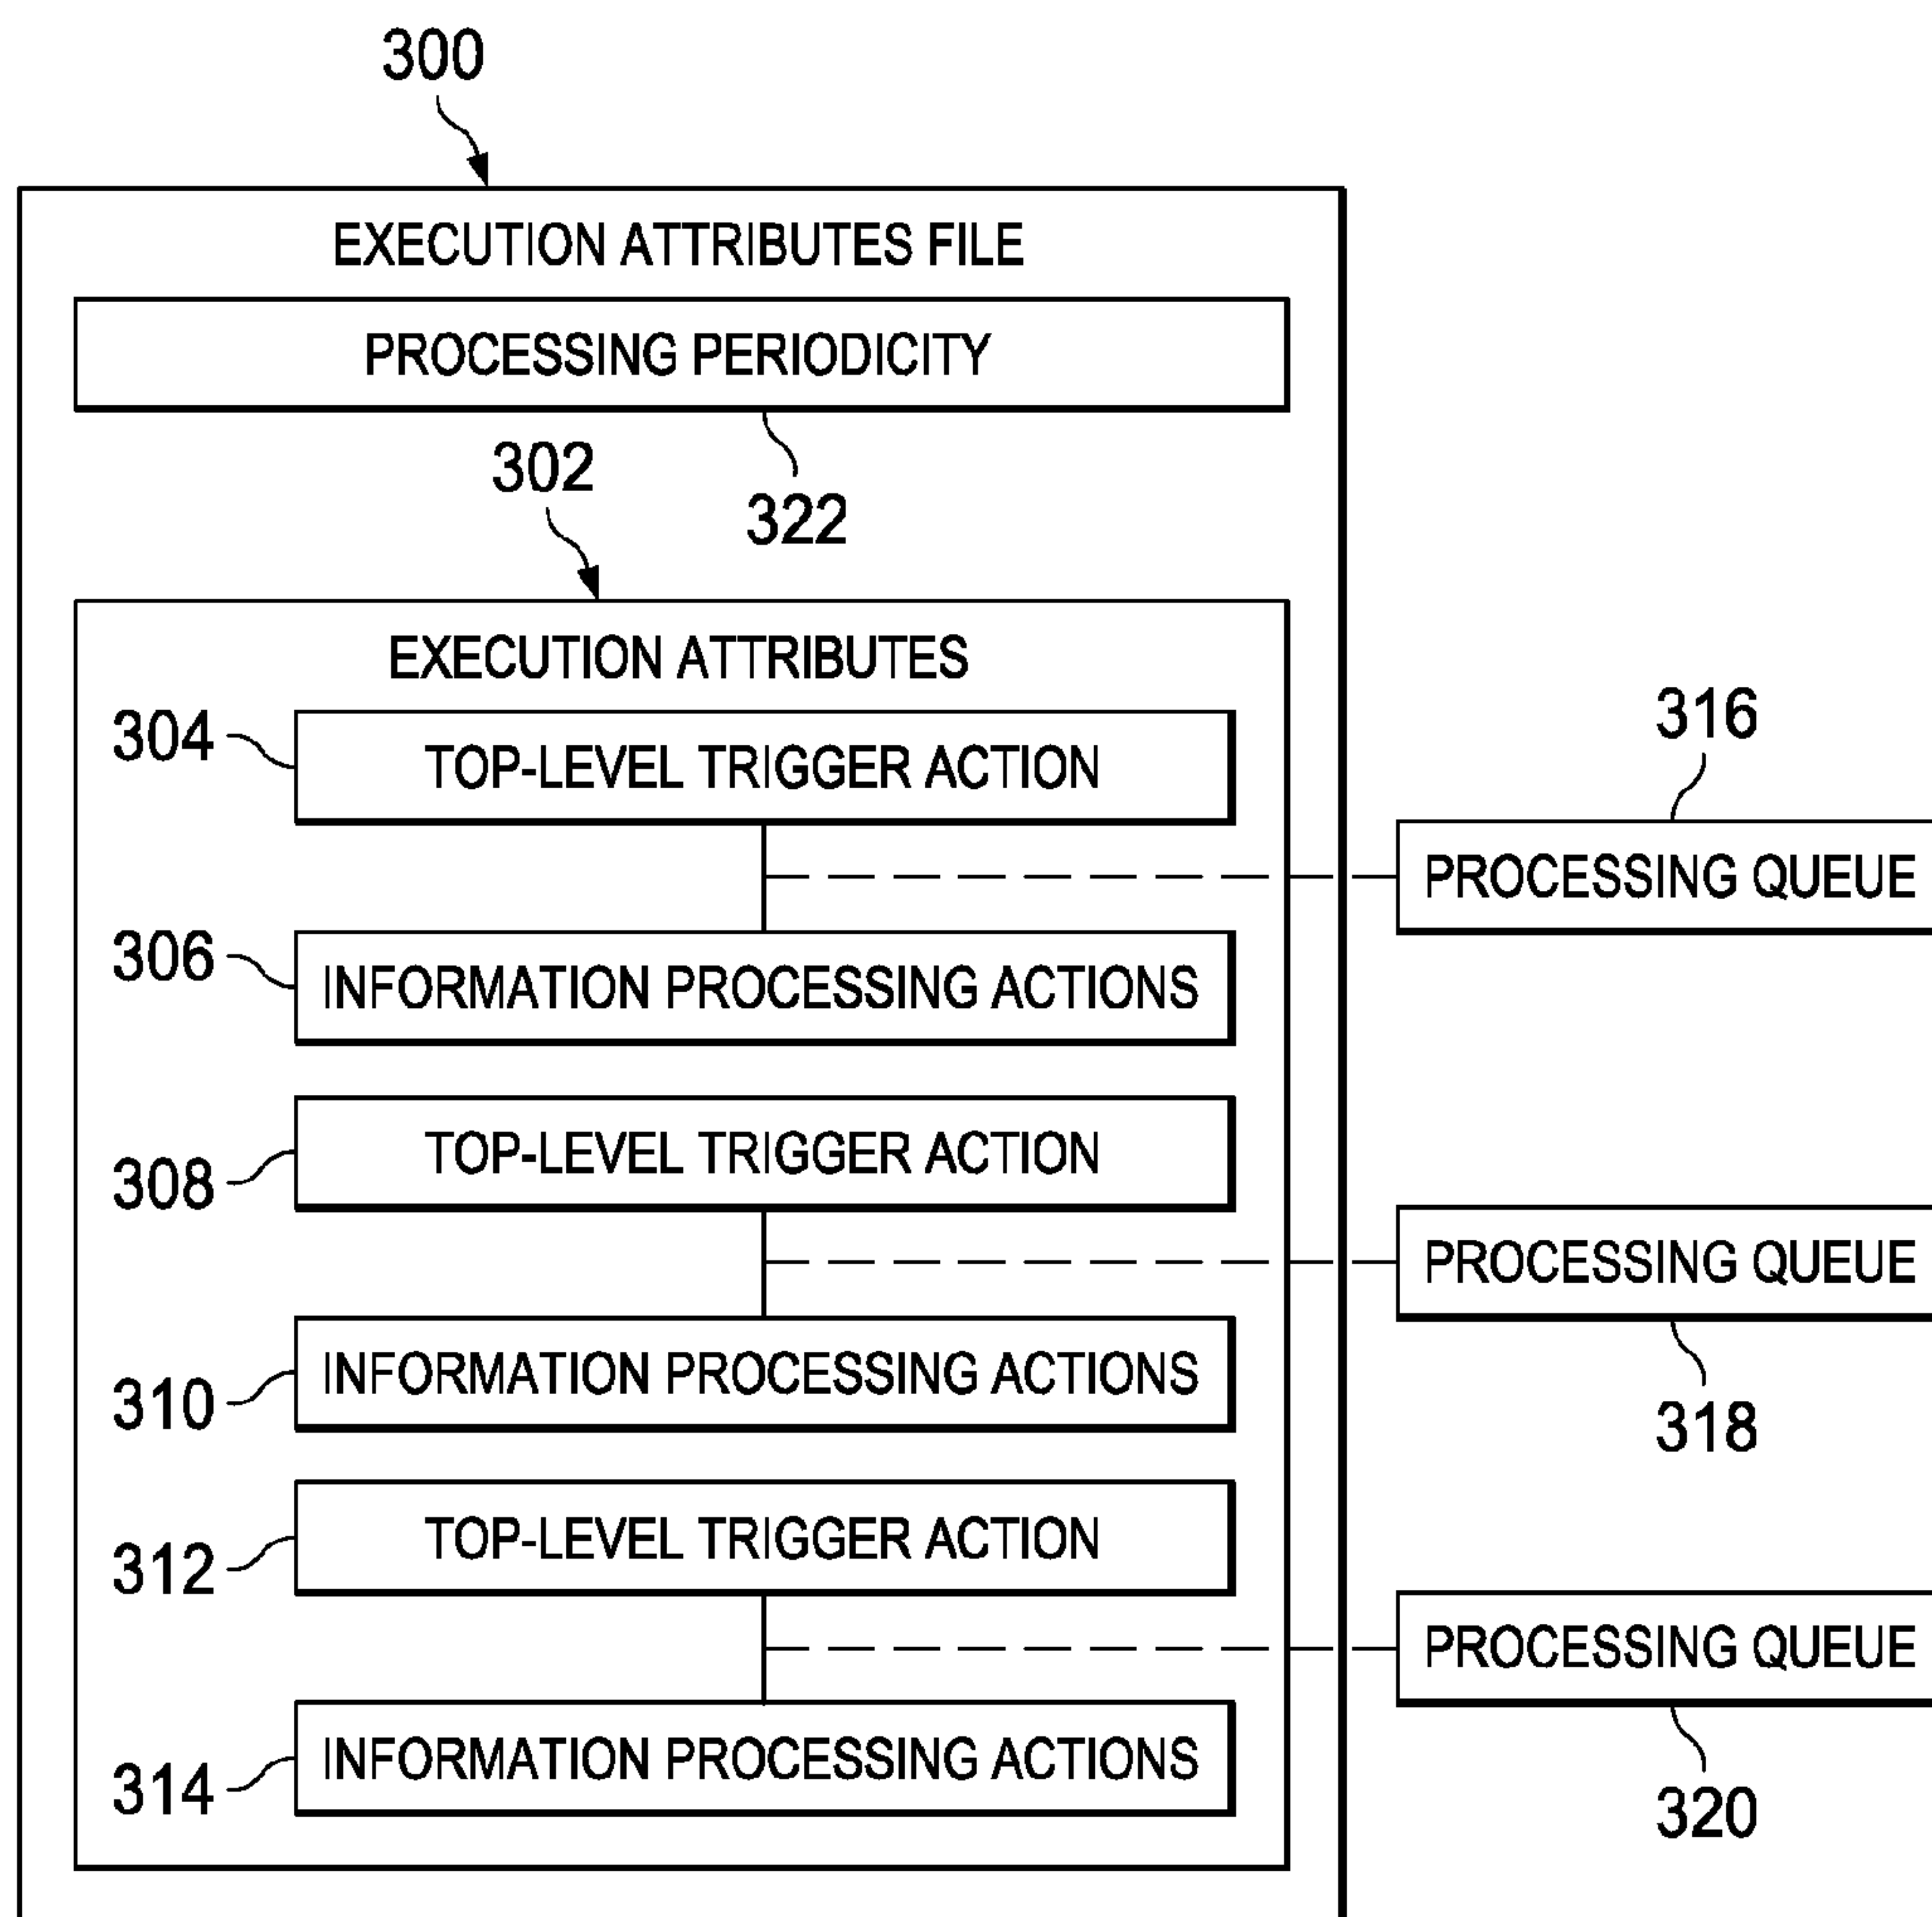 300
EXECUTION ATTRIBUTES FILE
PROCESSING PERIODICITY
302
322
EXECUTION ATTRIBUTES
304
TOP-LEVEL TRIGGER ACTION
316
PROCESSING QUEUE
306
INFORMATION PROCESSING ACTIONS
308
TOP-LEVEL TRIGGER ACTION
PROCESSING QUEUE
318
310
INFORMATION PROCESSING ACTIONS
312
TOP-LEVEL TRIGGER ACTION
PROCESSING QUEUE
320
314
INFORMATION PROCESSING ACTIONS